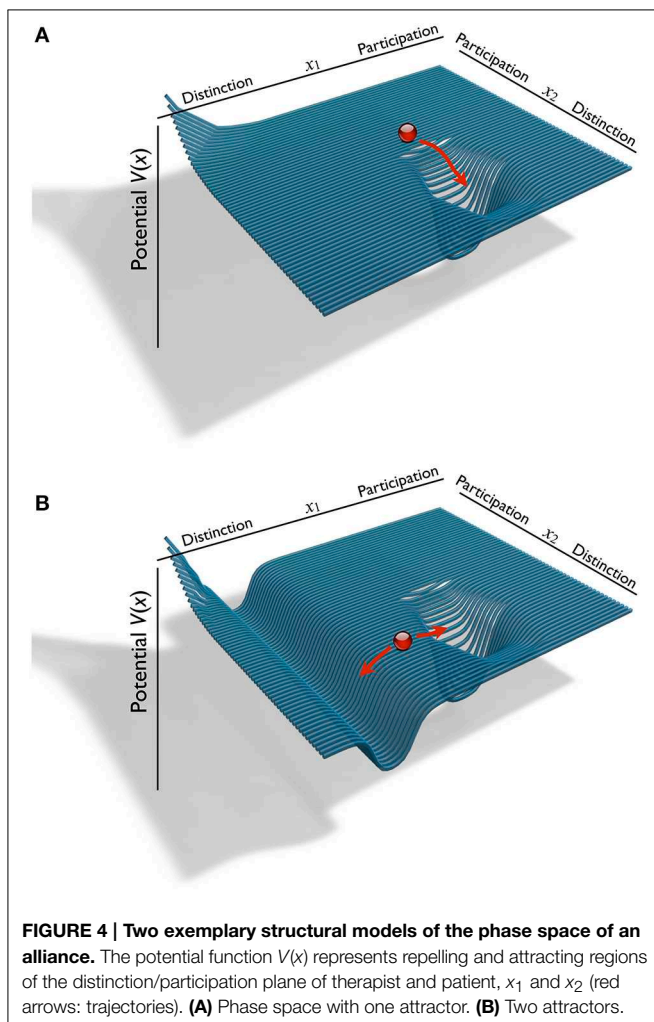 A
Distinction
x1
Participation
Participation
x2
Distinction
Potential V(x)
B
Distinction
x1
Participation
Participation
x2
Distinction
Potential V(x)
FIGURE 4 | Two exemplary structural models of the phase space of an
alliance. The potential function V(x) represents repelling and attracting regions
of the distinction/participation plane of therapist and patient, x1 and x2 (red
arrows: trajectories). (A) Phase space with one attractor. (B) Two attractors.